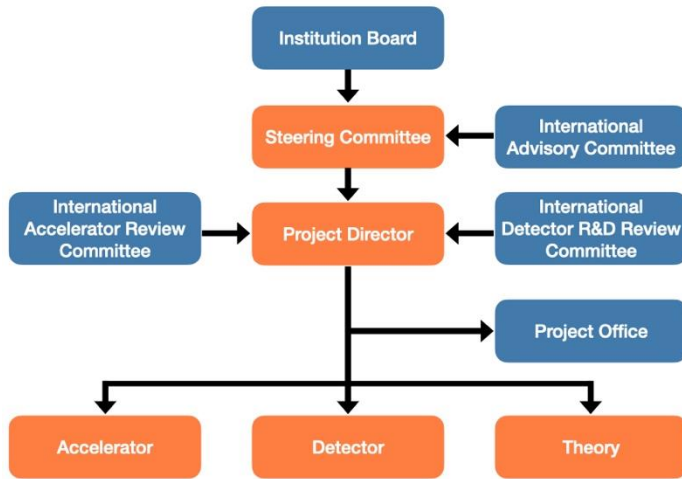 Institution Board
Steering Committee
International
Advisory Committee
International
Accelerator Review
Committee
Project Director
International
Detector R&D Review
Committee
Project Office
Accelerator
Detector
Theory